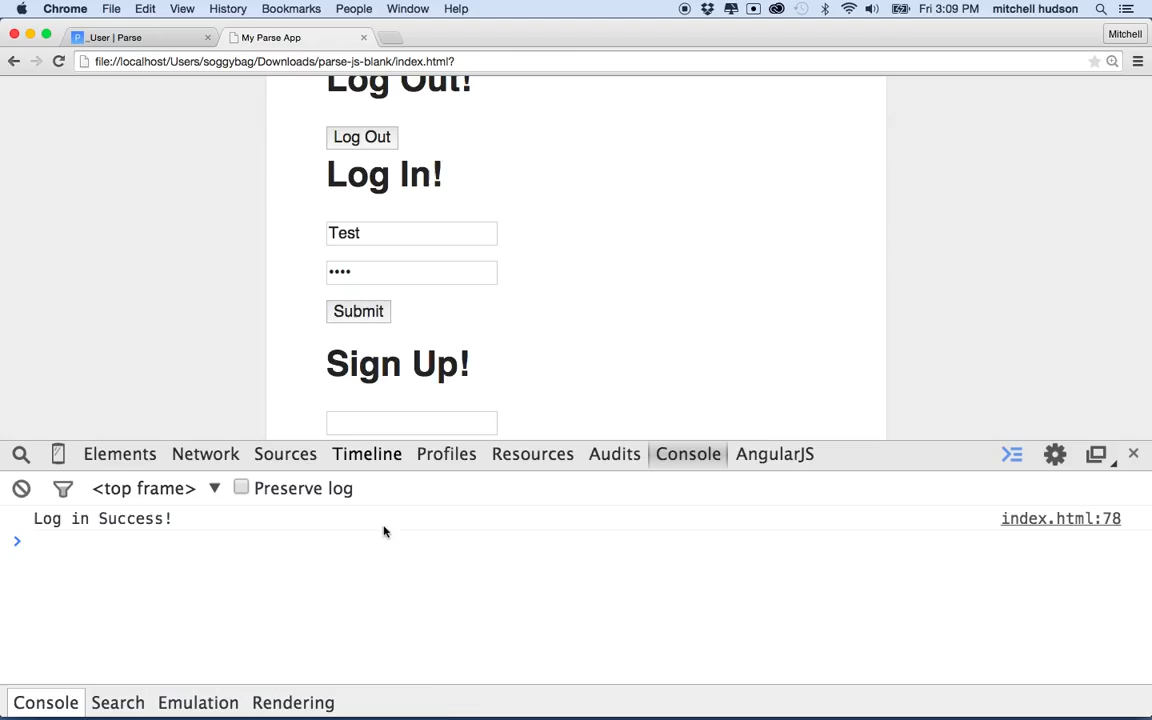 Chrome File Edit View History Bookmarks People Window Help Fri 3:09 PM mitchell hudson
_User | Parse × My Parse App × Mitchell
file://localhost/Users/soggybag/Downloads/parse-js-blank/index.html?
Log Out!
Log Out
Log In!
Test
••••
Submit
Sign Up!
Elements Network Sources Timeline Profiles Resources Audits Console AngularJS
<top frame> ▼ Preserve log
Log in Success! index.html:78
>
Console Search Emulation Rendering